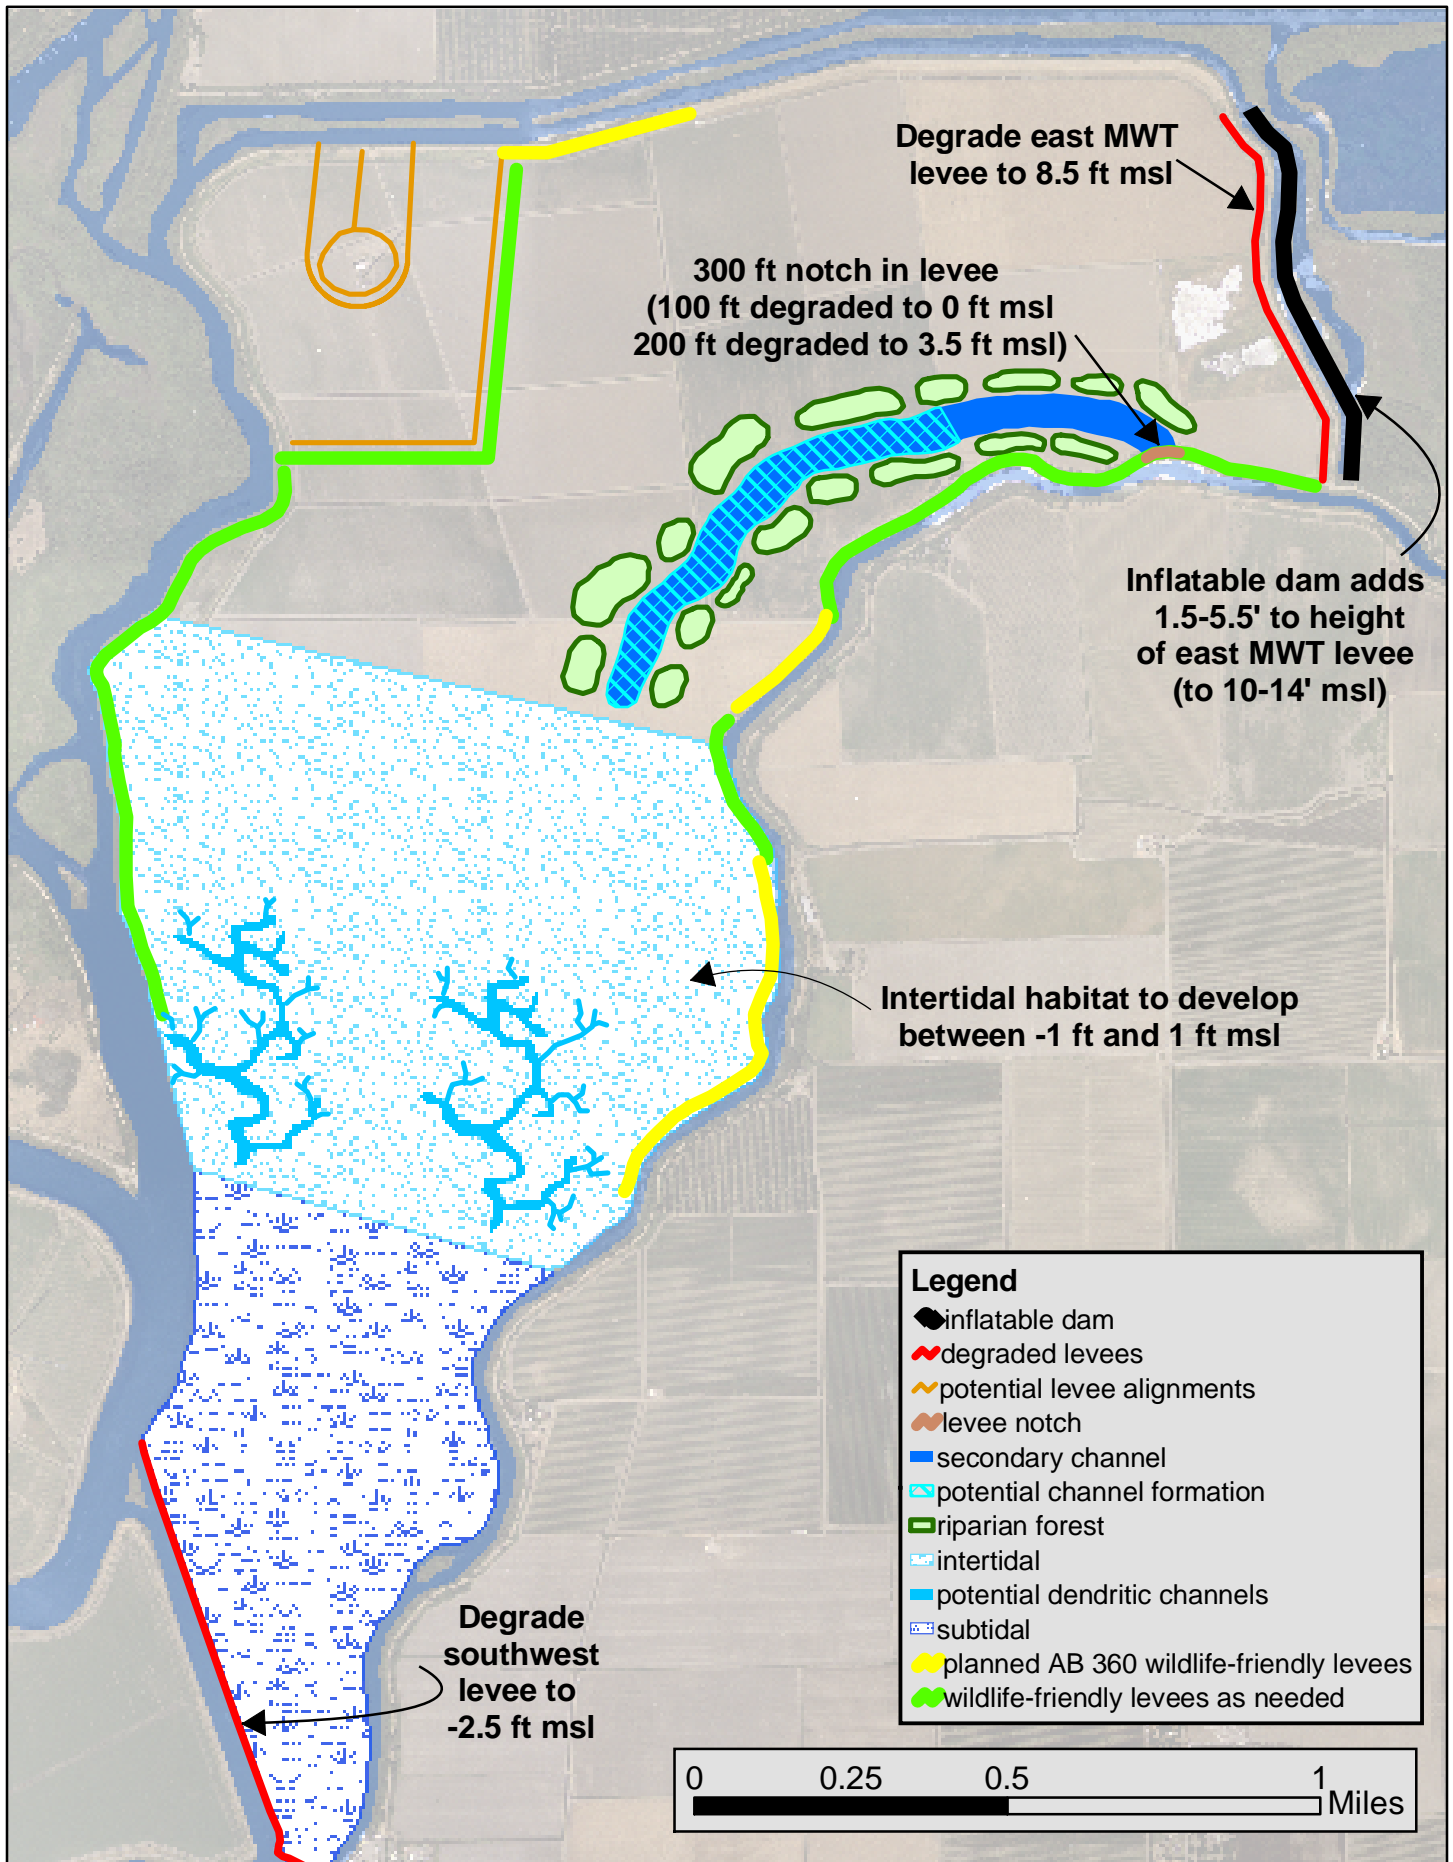 Degrade east MWT
levee to 8.5 ft msl
300 ft notch in levee
(100 ft degraded to 0 ft msl
200 ft degraded to 3.5 ft msl)
Inflatable dam adds
1.5-5.5' to height
of east MWT levee
(to 10-14' msl)
Intertidal habitat to develop
between -1 ft and 1 ft msl
Degrade
southwest
levee to
-2.5 ft msl
Legend
inflatable dam
degraded levees
potential levee alignments
levee notch
secondary channel
potential channel formation
riparian forest
intertidal
potential dendritic channels
subtidal
planned AB 360 wildlife-friendly levees
wildlife-friendly levees as needed
0 0.25 0.5 1
Miles